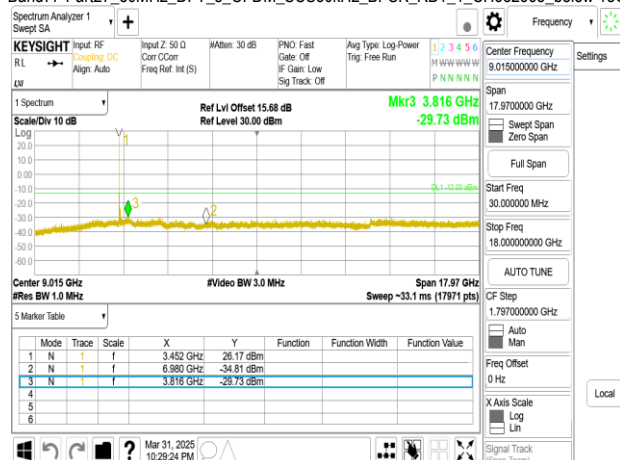 Spectrum Analyzer 1
Swept SA
+
Frequency
KEYSIGHT
RL
Input: RF
Coupling: DC
Align: Auto
Input Z: 50 Ω
Corr CCorr
Freq Ref: Int (S)
#Atten: 30 dB
PNO: Fast
Gate: Off
IF Gain: Low
Sig Track: Off
Avg Type: Log-Power
Trig: Free Run
1 2 3 4 5 6
M W W W W W
P N N N N N
Center Frequency
9.015000000 GHz
Settings
Span
17.9700000 GHz
Swept Span
Zero Span
Full Span
Start Freq
30.000000 MHz
Stop Freq
18.000000000 GHz
AUTO TUNE
CF Step
1.797000000 GHz
Auto
Man
Freq Offset
0 Hz
X Axis Scale
Log
Lin
Local
Signal Track
1 Spectrum
Scale/Div 10 dB
Log
Ref Lvl Offset 15.68 dB
Ref Level 30.00 dBm
Mkr3 3.816 GHz
-29.73 dBm
20.0
10.0
0.00
-10.0
-20.0
-30.0
-40.0
-50.0
-60.0
1
2
3
DL1 -13.00 dBm
Center 9.015 GHz
#Res BW 1.0 MHz
#Video BW 3.0 MHz
Span 17.97 GHz
Sweep ~33.1 ms (17971 pts)
5 Marker Table
Mode Trace Scale X Y Function Function Width Function Value
1 N 1 f 3.452 GHz 26.17 dBm
2 N 1 f 6.980 GHz -34.81 dBm
3 N 1 f 3.816 GHz -29.73 dBm
4
5
6
?
Mar 31, 2025
10:29:24 PM